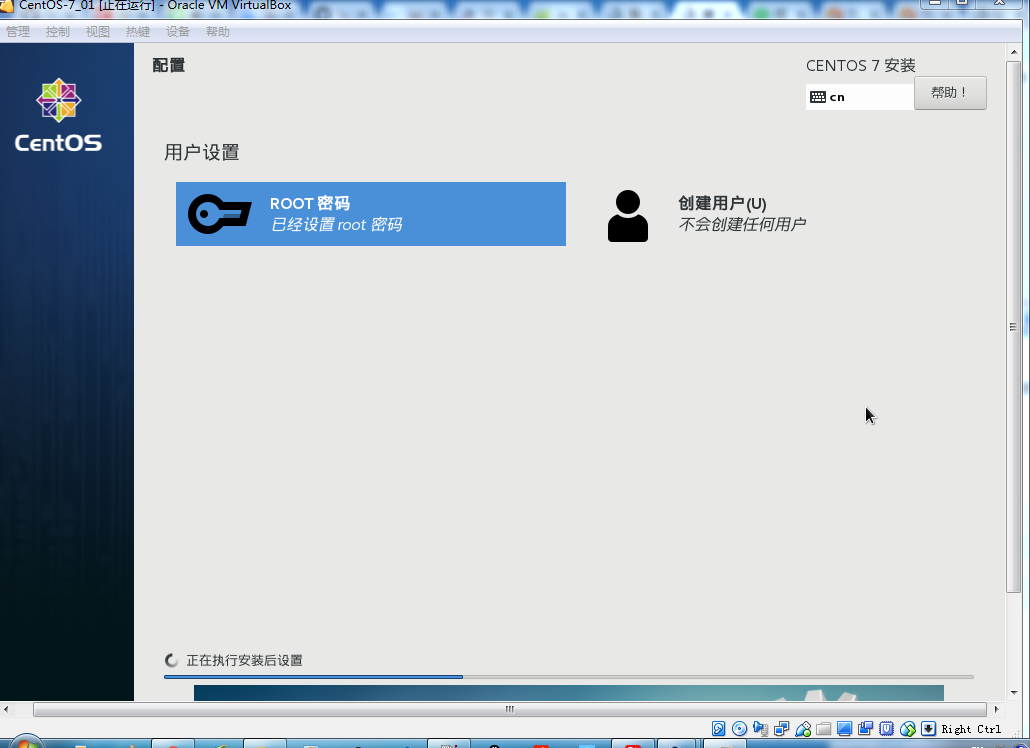 CentOS-7_01 [正在运行] - Oracle VM VirtualBox
管理 控制 视图 热键 设备 帮助
配置
CENTOS 7 安装
cn
帮助！
CentOS
用户设置
ROOT 密码
已经设置 root 密码
创建用户(U)
不会创建任何用户
正在执行安装后设置
Right Ctrl